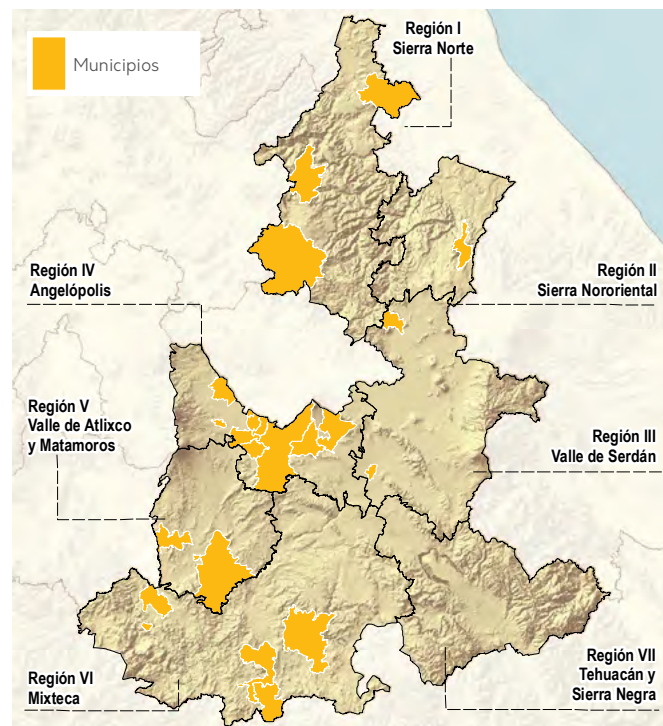 Municipios
Región I
Sierra Norte
Región IV
Angelópolis
Región II
Sierra Nororiental
Región V
Valle de Atlixco
y Matamoros
Región III
Valle de Serdán
Región VI
Mixteca
Región VII
Tehuacán y
Sierra Negra